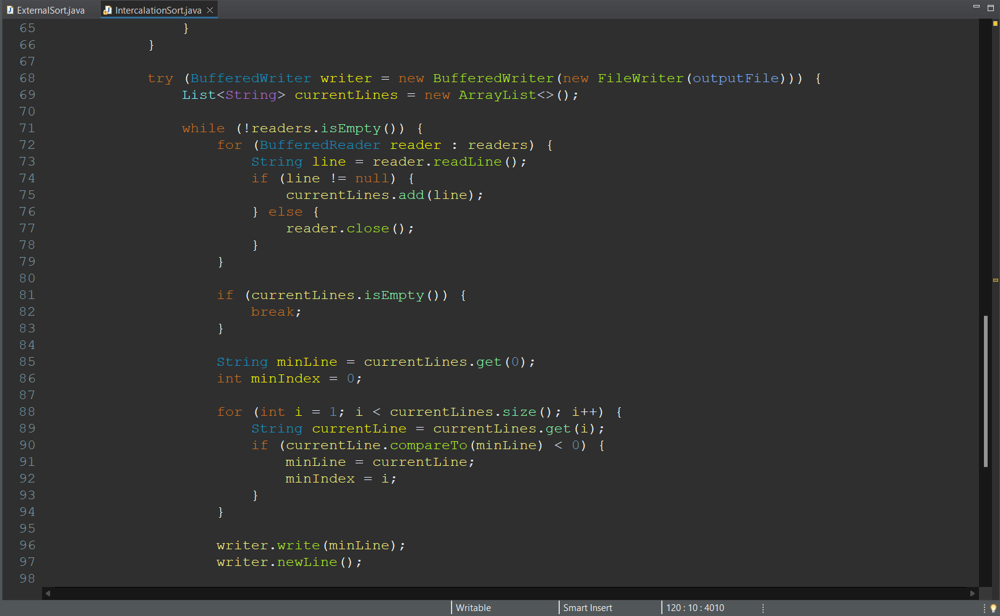 ExternalSort.java IntercalationSort.java
65 }
66 }
67
68 try (BufferedWriter writer = new BufferedWriter(new FileWriter(outputFile))) {
69 List<String> currentLines = new ArrayList<>();
70
71 while (!readers.isEmpty()) {
72 for (BufferedReader reader : readers) {
73 String line = reader.readLine();
74 if (line != null) {
75 currentLines.add(line);
76 } else {
77 reader.close();
78 }
79 }
80
81 if (currentLines.isEmpty()) {
82 break;
83 }
84
85 String minLine = currentLines.get(0);
86 int minIndex = 0;
87
88 for (int i = 1; i < currentLines.size(); i++) {
89 String currentLine = currentLines.get(i);
90 if (currentLine.compareTo(minLine) < 0) {
91 minLine = currentLine;
92 minIndex = i;
93 }
94 }
95
96 writer.write(minLine);
97 writer.newLine();
98
Writable Smart Insert 120 : 10 : 4010